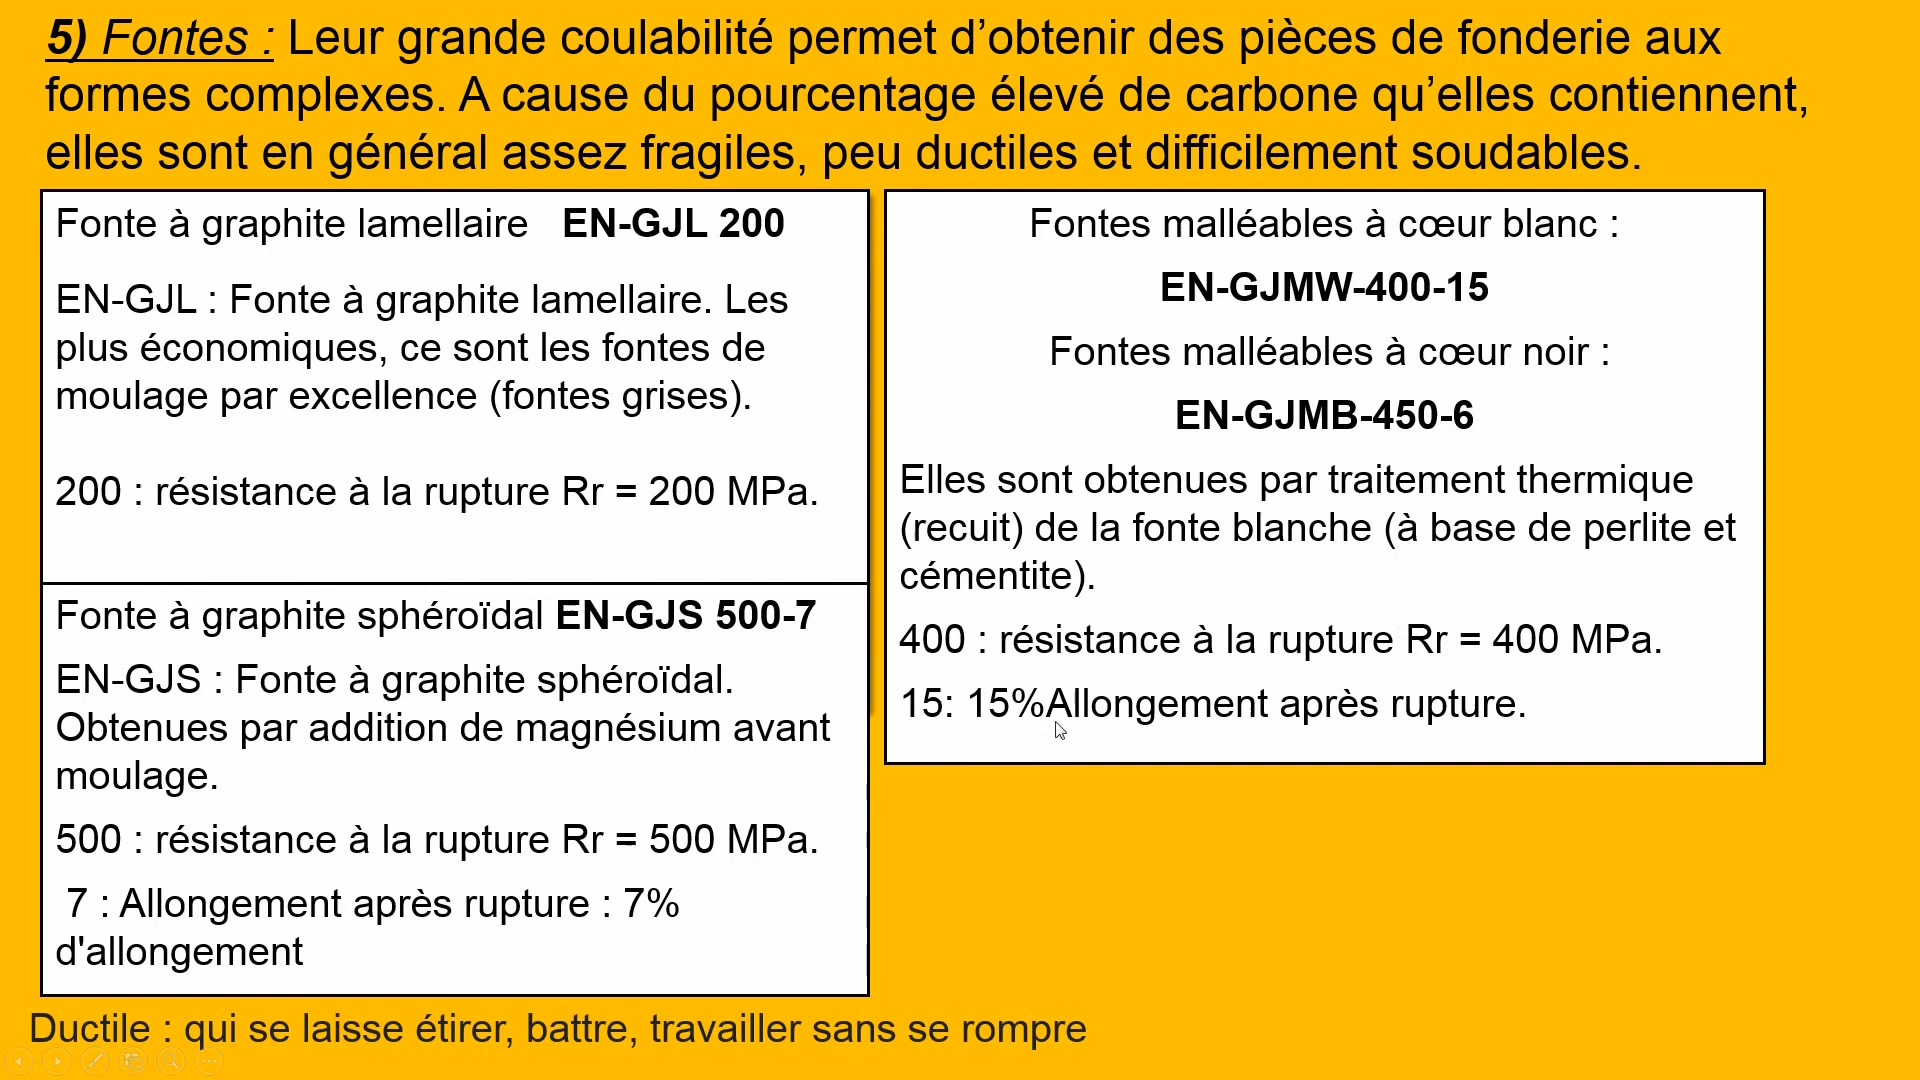 5) Fontes : Leur grande coulabilité permet d’obtenir des pièces de fonderie aux
formes complexes. A cause du pourcentage élevé de carbone qu’elles contiennent,
elles sont en général assez fragiles, peu ductiles et difficilement soudables.
Fonte à graphite lamellaire EN-GJL 200
EN-GJL : Fonte à graphite lamellaire. Les
plus économiques, ce sont les fontes de
moulage par excellence (fontes grises).
200 : résistance à la rupture Rr = 200 MPa.
Fonte à graphite sphéroïdal EN-GJS 500-7
EN-GJS : Fonte à graphite sphéroïdal.
Obtenues par addition de magnésium avant
moulage.
500 : résistance à la rupture Rr = 500 MPa.
7 : Allongement après rupture : 7%
d'allongement
Fontes malléables à cœur blanc :
EN-GJMW-400-15
Fontes malléables à cœur noir :
EN-GJMB-450-6
Elles sont obtenues par traitement thermique
(recuit) de la fonte blanche (à base de perlite et
cémentite).
400 : résistance à la rupture Rr = 400 MPa.
15: 15%Allongement après rupture.
Ductile : qui se laisse étirer, battre, travailler sans se rompre